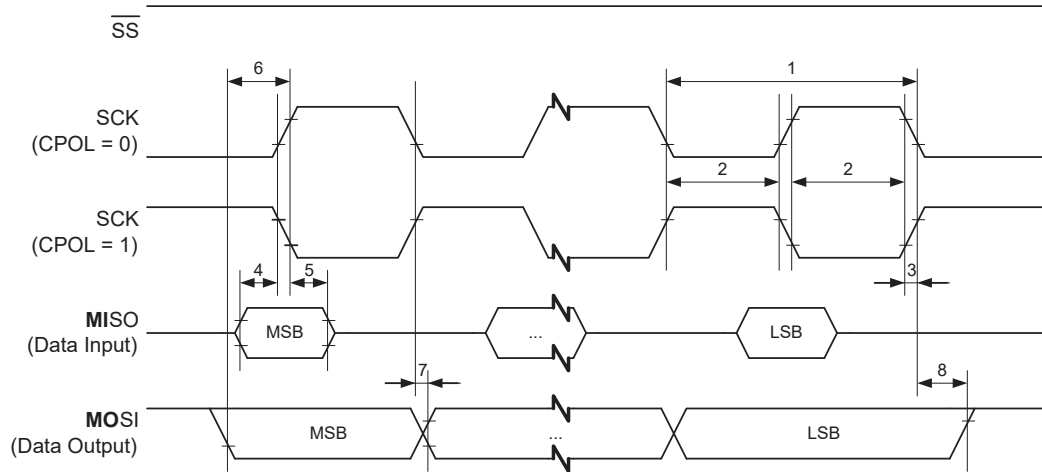 SS
6
1
SCK
(CPOL = 0)
2
2
SCK
(CPOL = 1)
4
5
3
MISO
(Data Input)
MSB
...
LSB
7
8
MOSI
(Data Output)
MSB
...
LSB